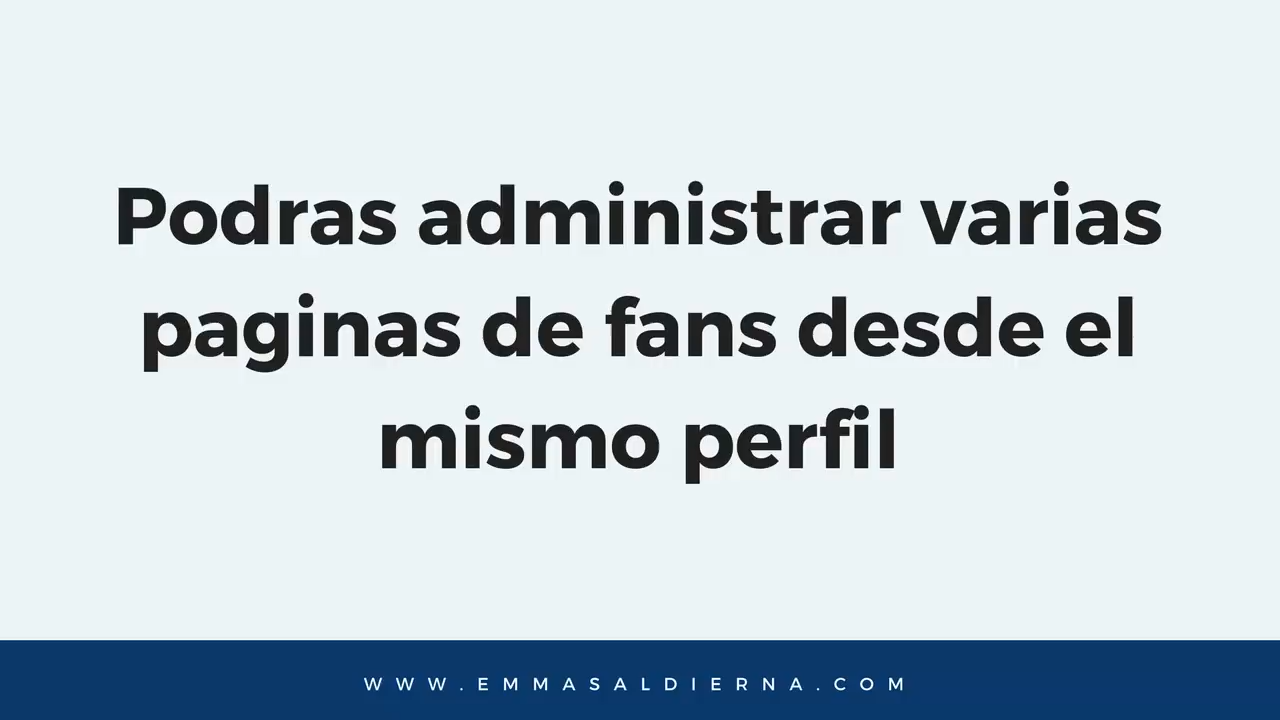 Podras administrar varias
paginas de fans desde el
mismo perfil
WWW.EMMASALDIERNA.COM